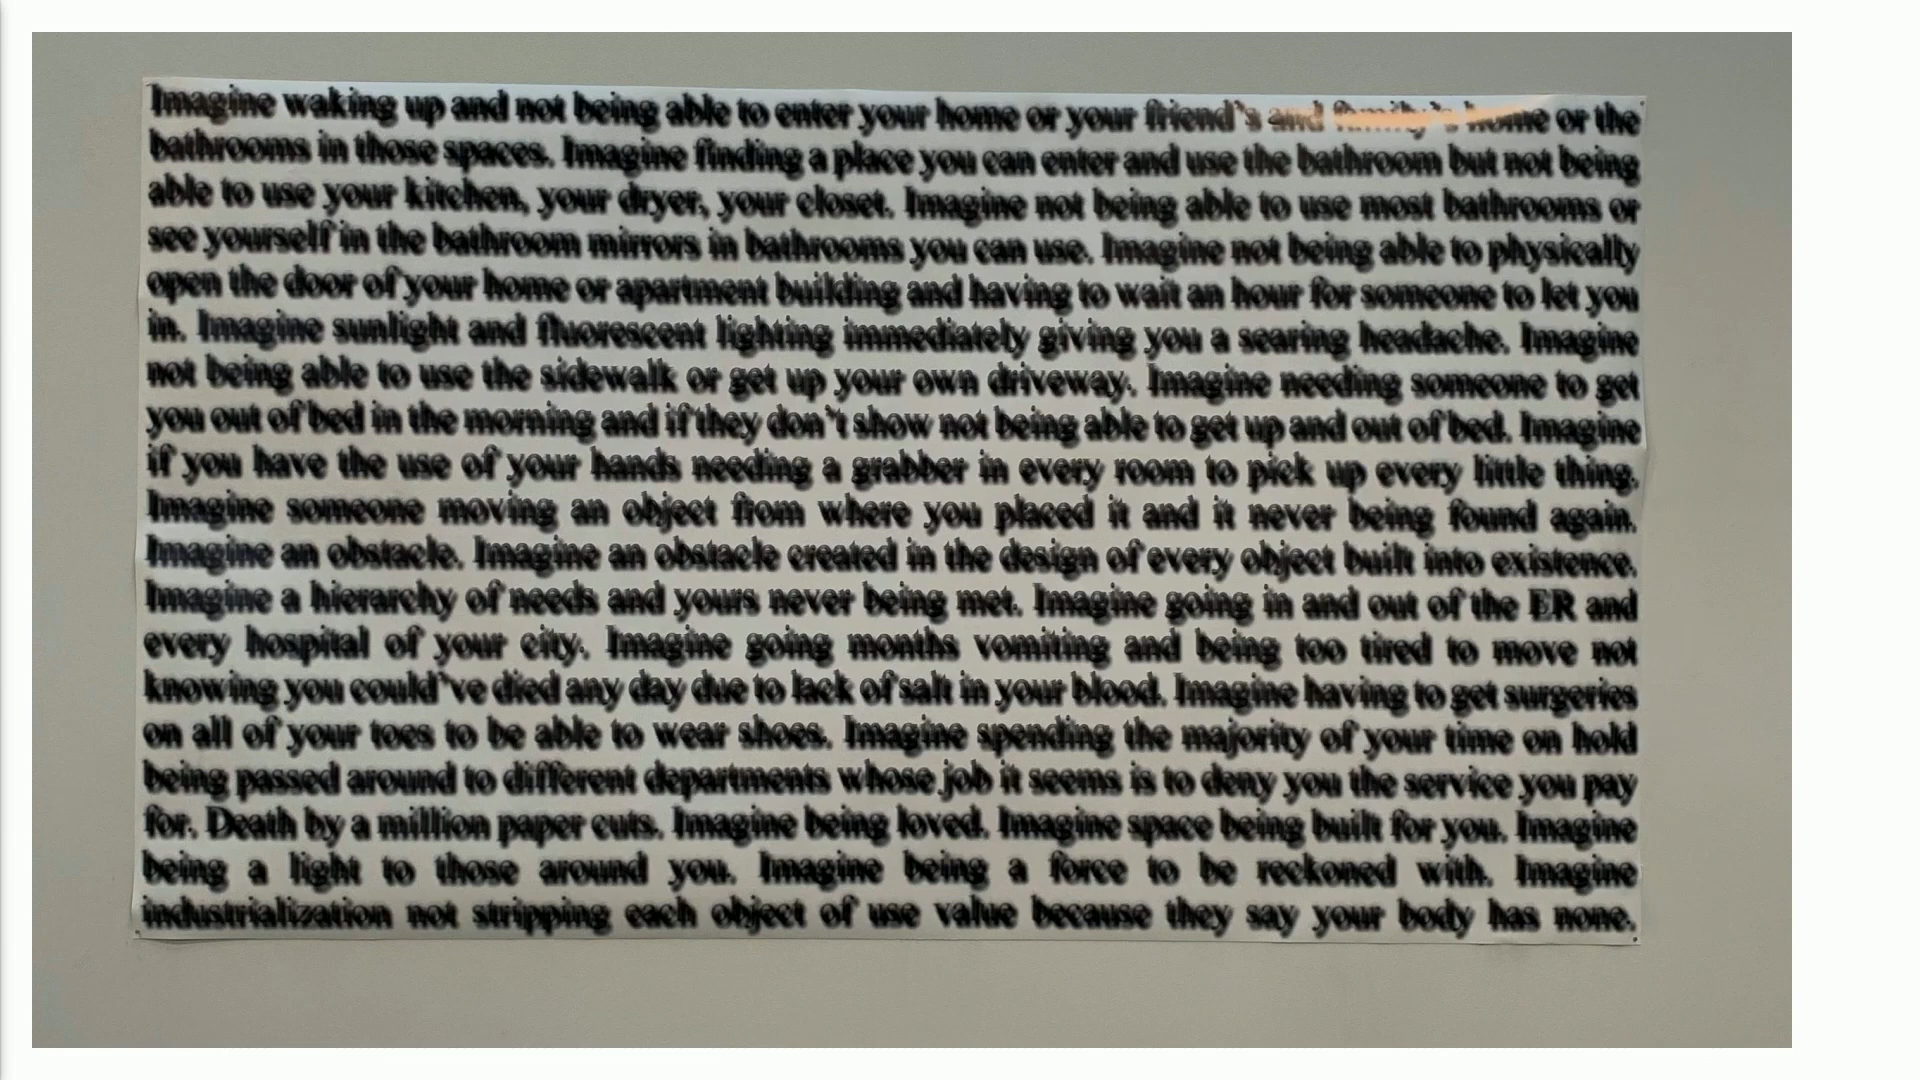 Imagine waking up and not being able to enter your home or your friend's and family's home or the
bathrooms in those spaces. Imagine finding a place you can enter and use the bathroom but not being
able to use your kitchen, your dryer, your closet. Imagine not being able to use most bathrooms or
see yourself in the bathroom mirrors in bathrooms you can use. Imagine not being able to physically
open the door of your home or apartment building and having to wait an hour for someone to let you
in. Imagine sunlight and fluorescent lighting immediately giving you a searing headache. Imagine
not being able to use the sidewalk or get up your own driveway. Imagine needing someone to get
you out of bed in the morning and if they don't show not being able to get up and out of bed. Imagine
if you have the use of your hands needing a grabber in every room to pick up every little thing.
Imagine someone moving an object from where you placed it and it never being found again.
Imagine an obstacle. Imagine an obstacle created in the design of every object built into existence.
Imagine a hierarchy of needs and yours never being met. Imagine going in and out of the ER and
every hospital of your city. Imagine going months vomiting and being too tired to move not
knowing you could've died any day due to lack of salt in your blood. Imagine having to get surgeries
on all of your toes to be able to wear shoes. Imagine spending the majority of your time on hold
being passed around to different departments whose job it seems is to deny you the service you pay
for. Death by a million paper cuts. Imagine being loved. Imagine space being built for you. Imagine
being a light to those around you. Imagine being a force to be reckoned with. Imagine
industrialization not stripping each object of use value because they say your body has none.